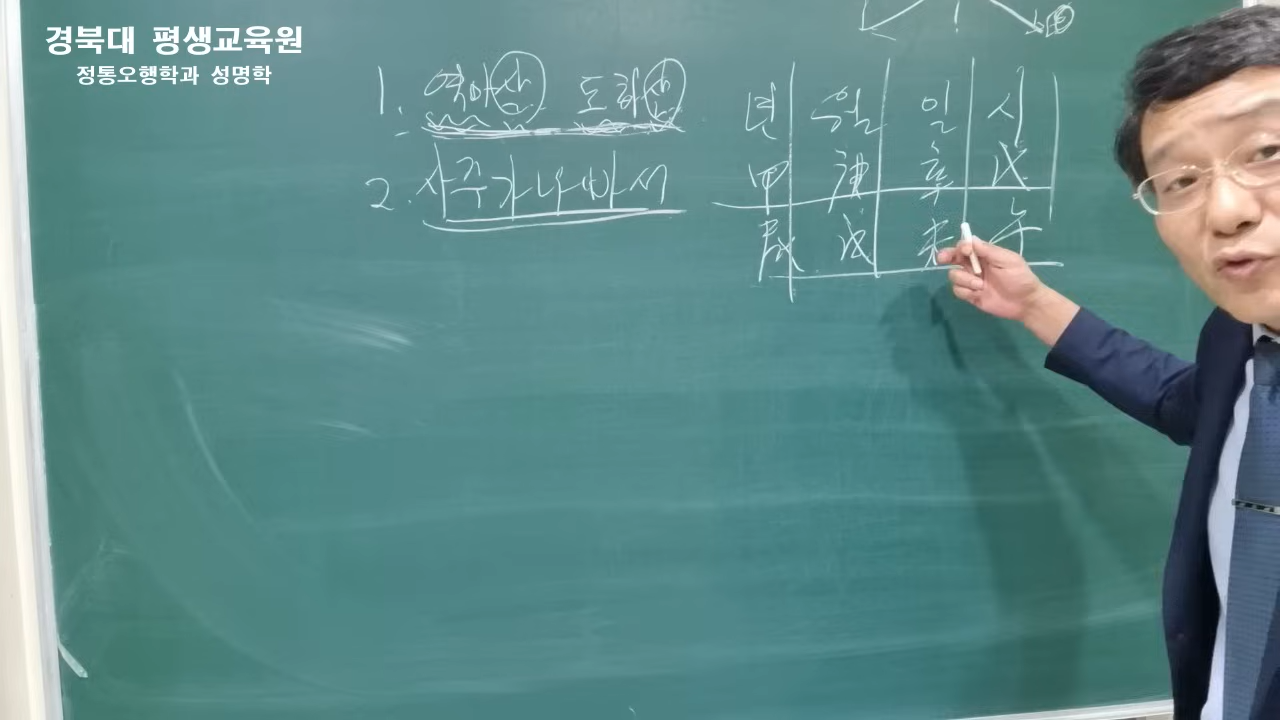 경북대 평생교육원
정통오행학과 성명학
1. 역마살 도화살
2. 사주가 나빠서
년 월 일 시
甲 庚 辛 戊
辰 戌 未 午